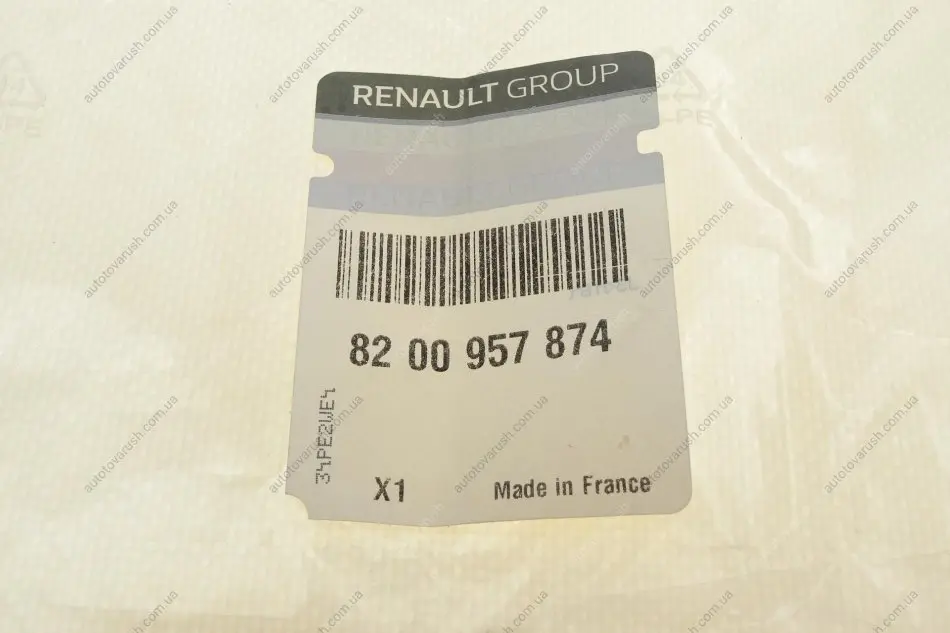 RENAULT GROUP
82 00 957 874
34PE2WE4
X1
Made in France
autotovarush.com.ua